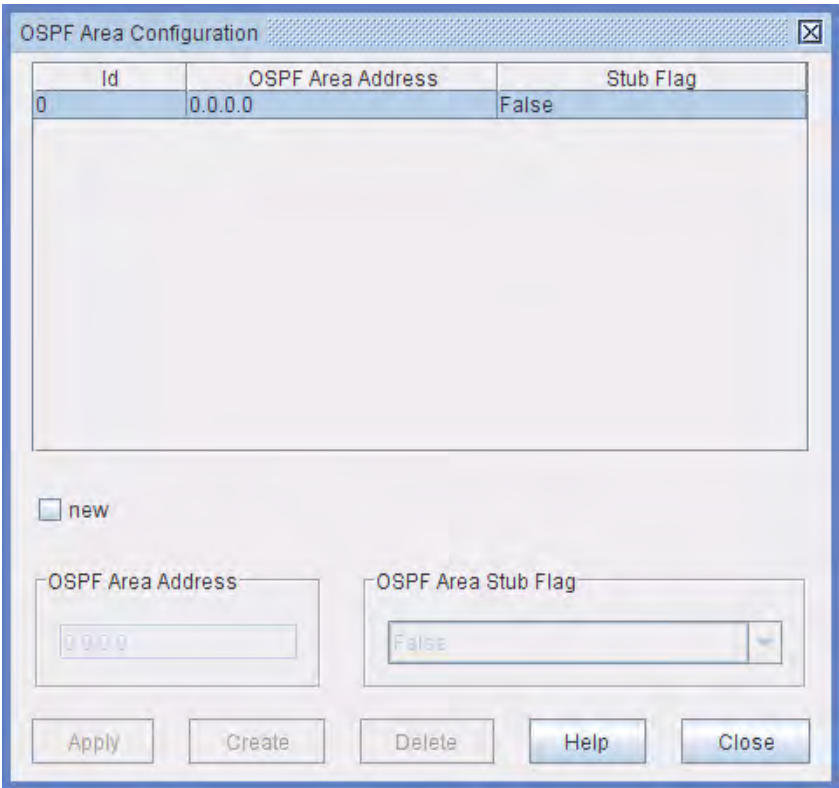 OSPF Area Configuration
Id OSPF Area Address Stub Flag
0 0.0.0.0 False
new
OSPF Area Address OSPF Area Stub Flag
0.0.0.0 False
Apply Create Delete Help Close